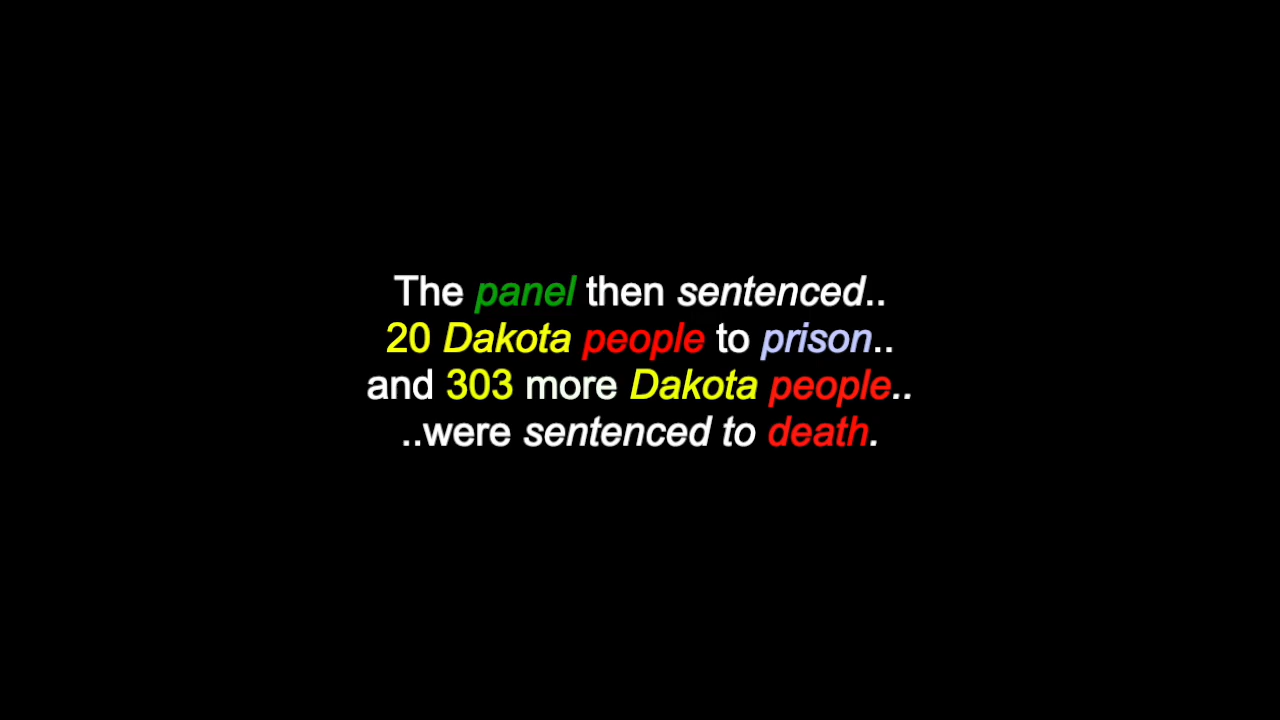 The panel then sentenced..
20 Dakota people to prison..
and 303 more Dakota people..
..were sentenced to death.